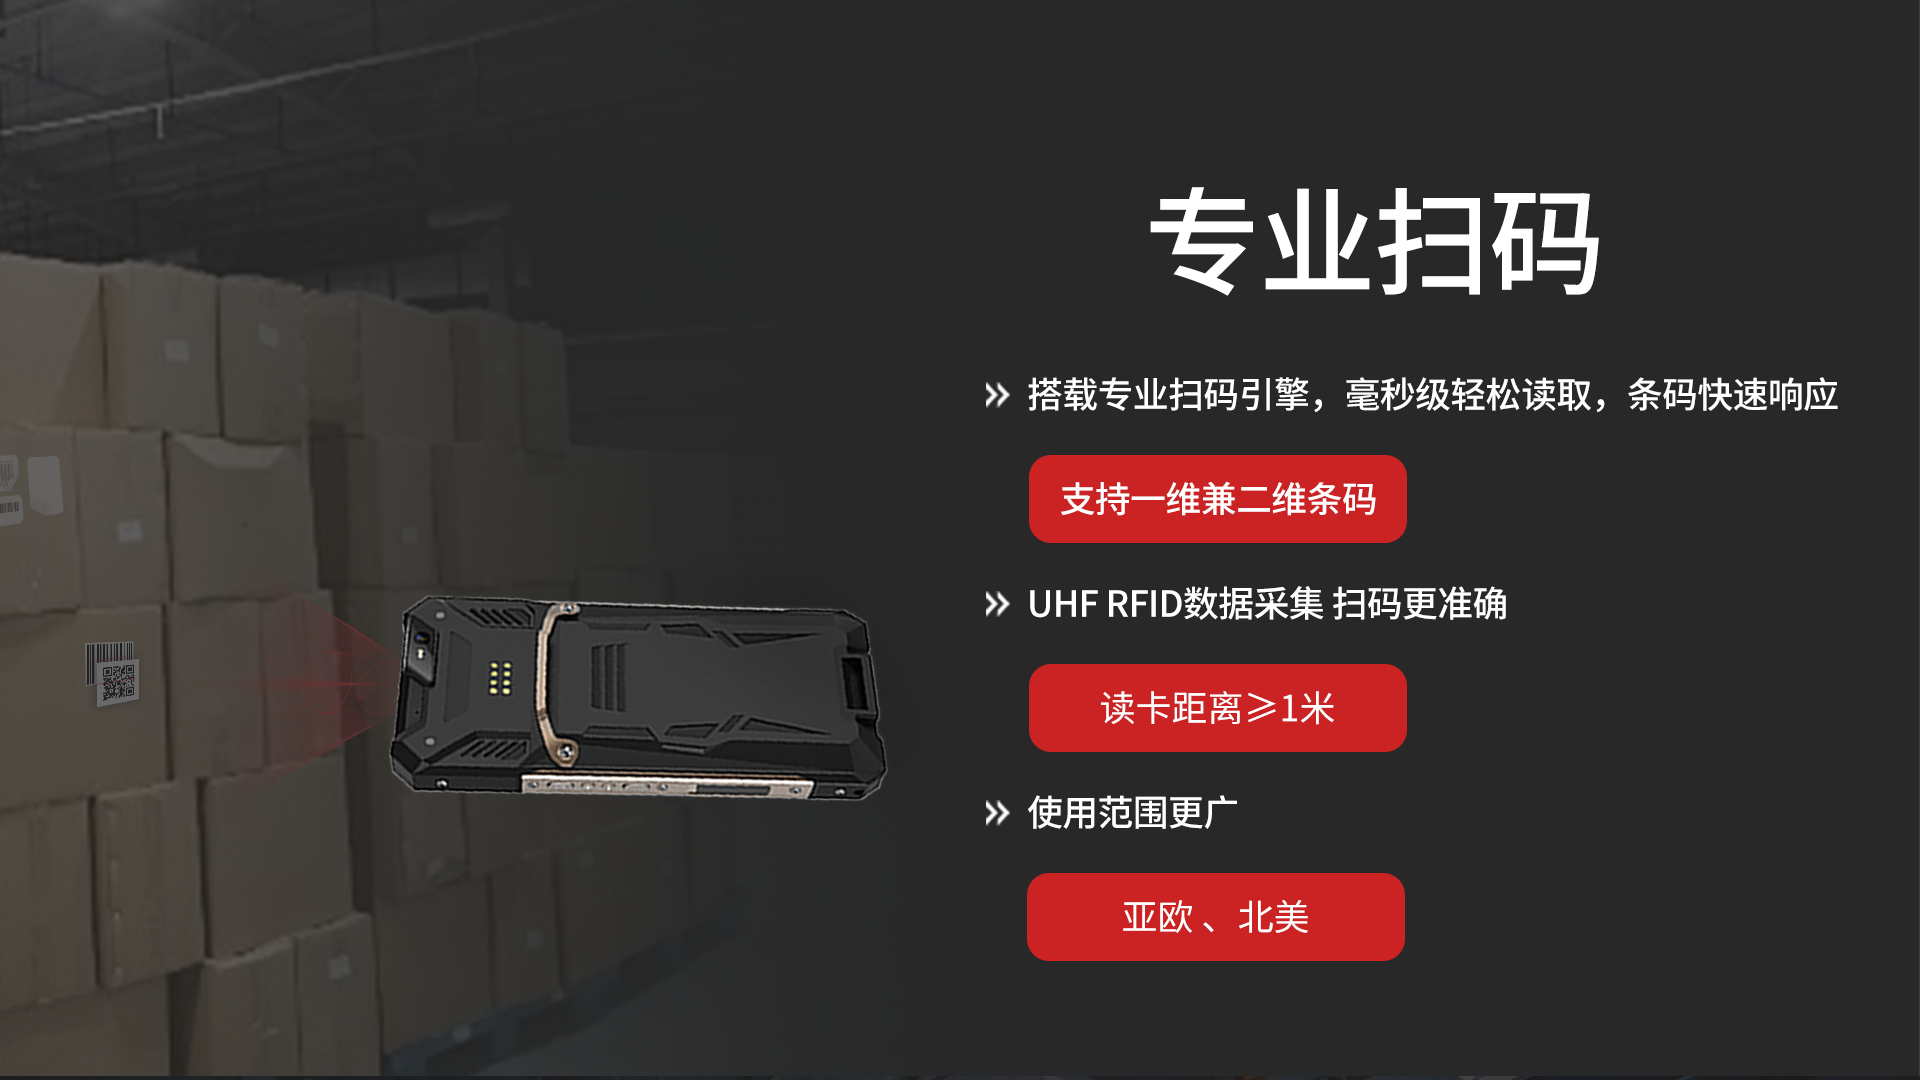 专业扫码
搭载专业扫码引擎，毫秒级轻松读取，条码快速响应
支持一维兼二维条码
UHF RFID数据采集 扫码更准确
读卡距离≥1米
使用范围更广
亚欧 、北美